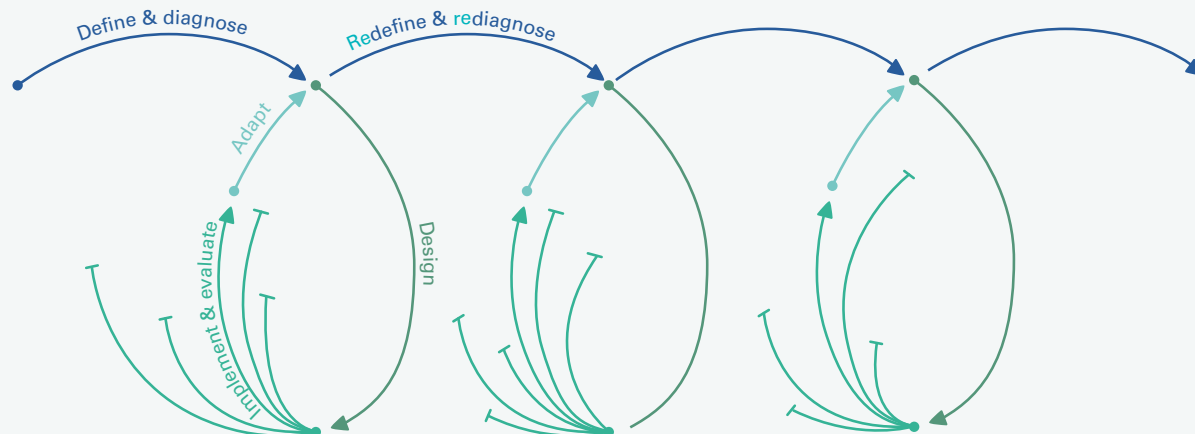 Define & diagnose
Redefine & rediagnose
Adapt
Implement & evaluate
Design